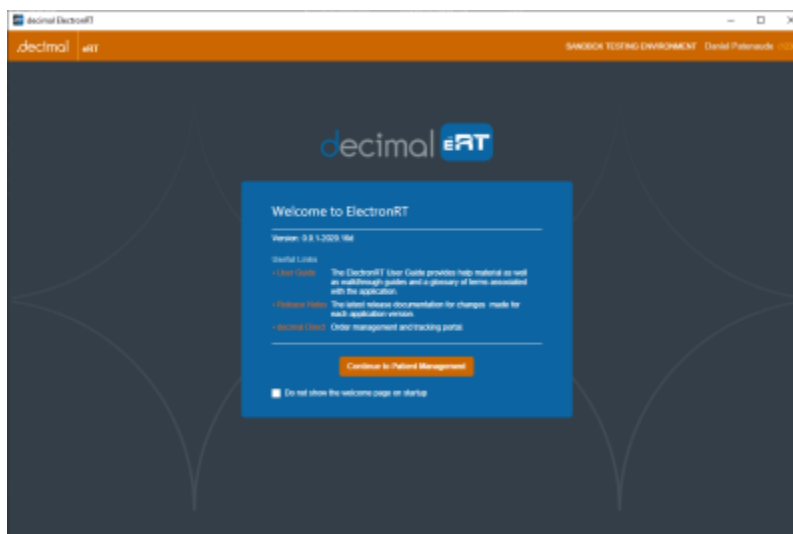 decimal ElectronRT
.decimal eRT
SANDBOX TESTING ENVIRONMENT Daniel Patenaude
decimal eRT
Welcome to ElectronRT
Useful Links
User Guide The ElectronRT User Guide provides help material as well
as walkthrough guides and a glossary of terms associated
with the application.
Release Notes The latest release documentation for changes made for
each application version.
decimal Direct Order management and tracking portal
Continue to Patient Management
Do not show the welcome page on startup